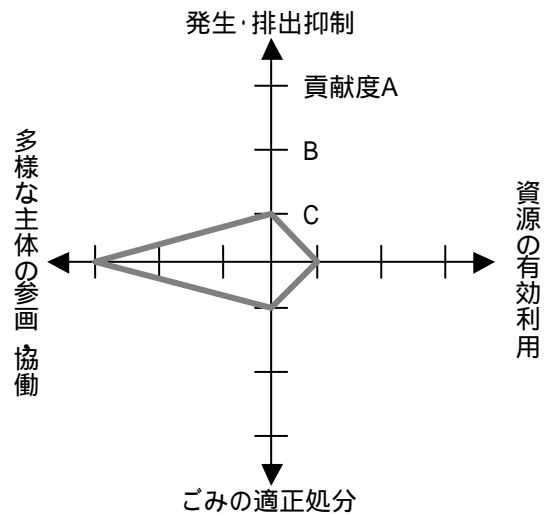 発生・排出抑制
貢献度A
B
C
多様な主体の参画・協働
資源の有効利用
ごみの適正処分